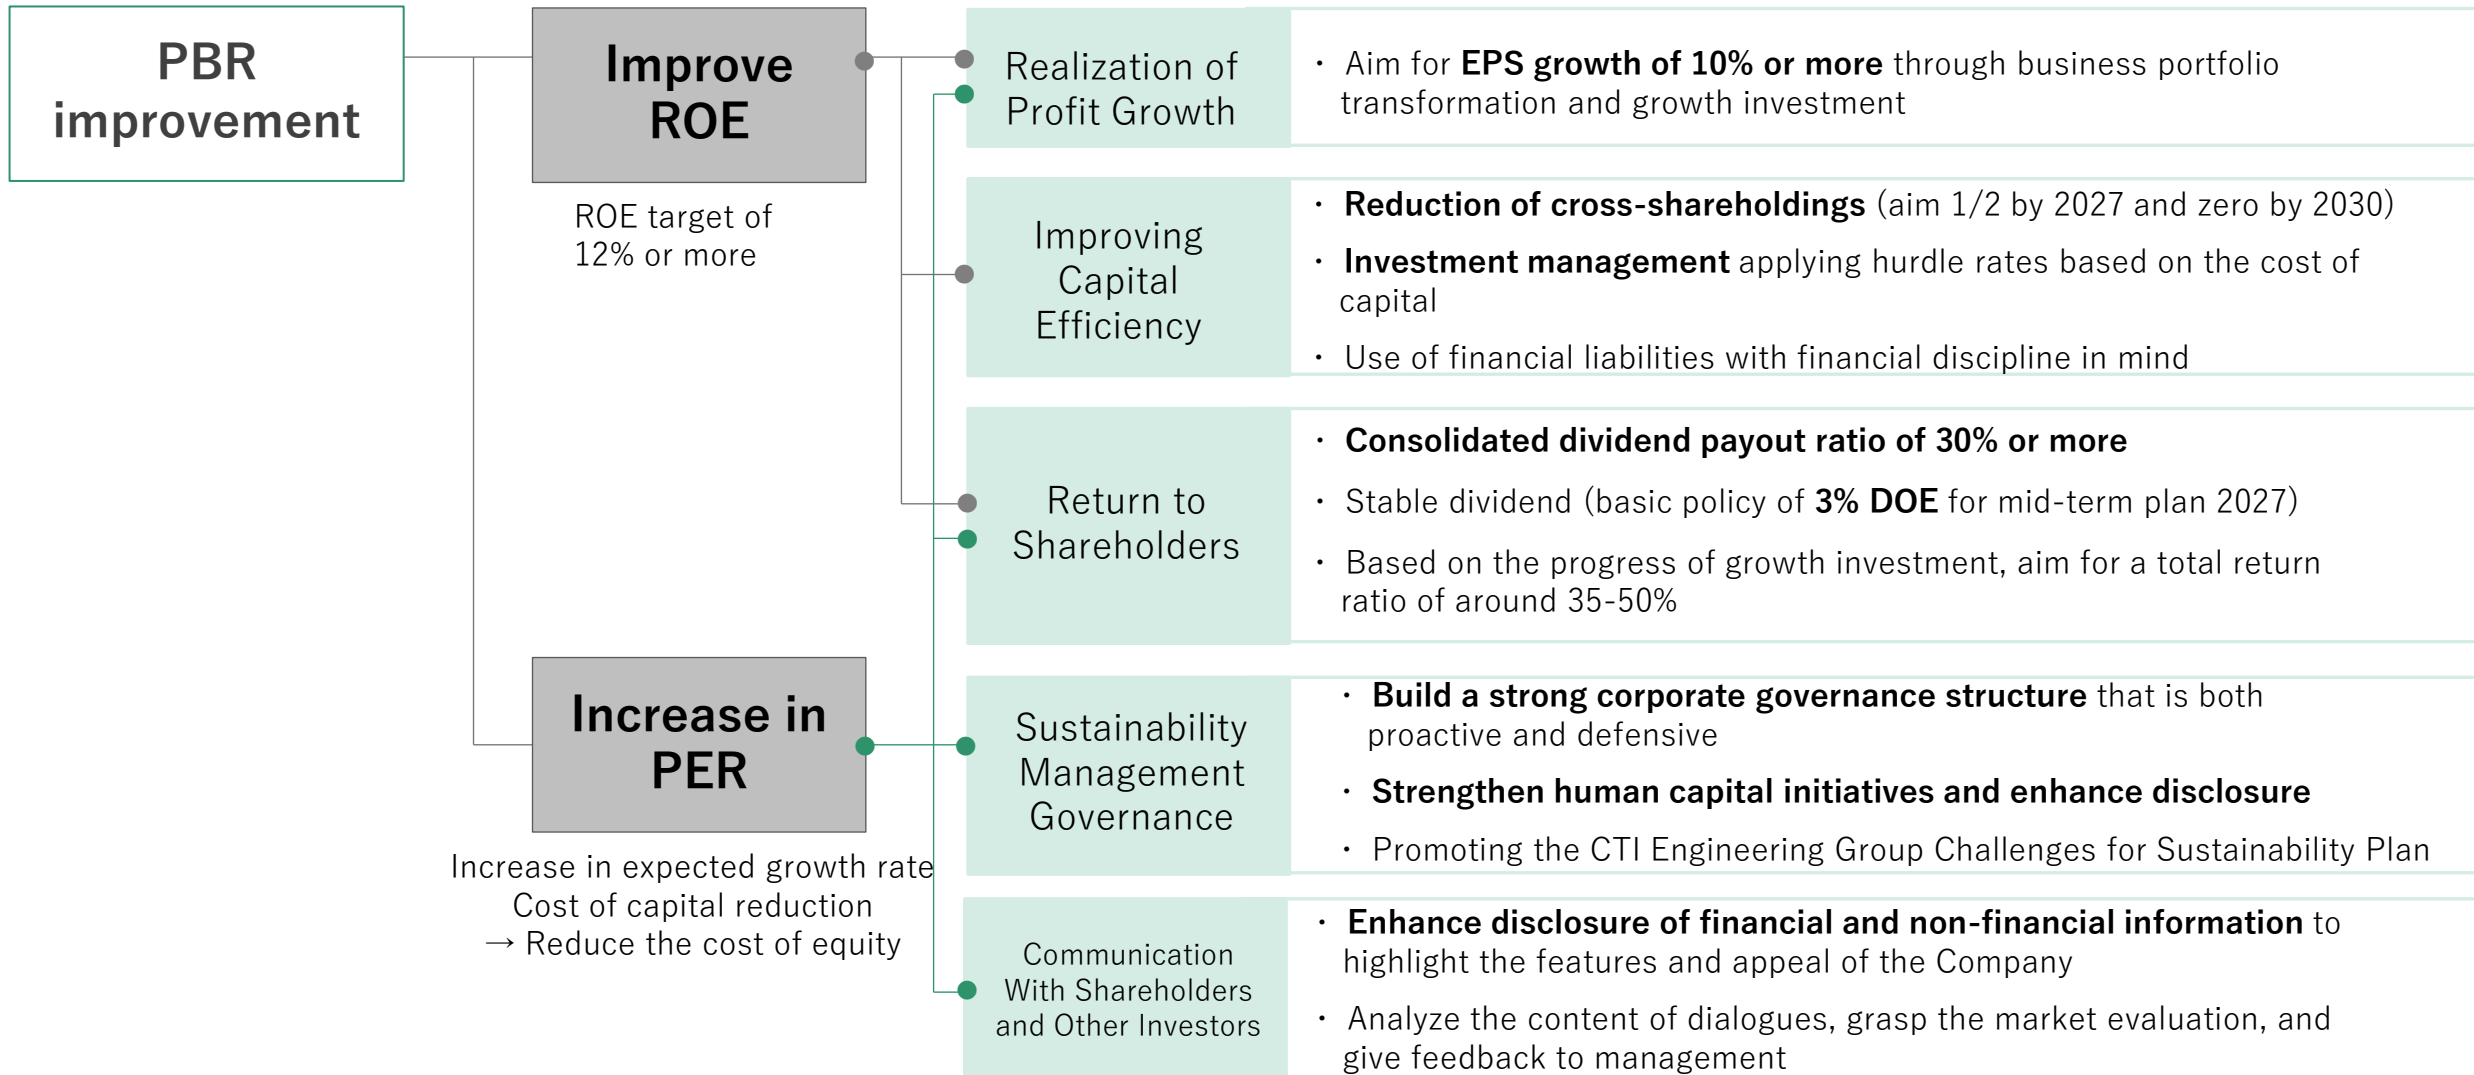 PBR
improvement
Improve
ROE
ROE target of
12% or more
Increase in
PER
Increase in expected growth rate
Cost of capital reduction
→ Reduce the cost of equity
Realization of
Profit Growth
・ Aim for EPS growth of 10% or more through business portfolio
transformation and growth investment
Improving
Capital
Efficiency
・ Reduction of cross-shareholdings (aim 1/2 by 2027 and zero by 2030)
・ Investment management applying hurdle rates based on the cost of
capital
・ Use of financial liabilities with financial discipline in mind
Return to
Shareholders
・ Consolidated dividend payout ratio of 30% or more
・ Stable dividend (basic policy of 3% DOE for mid-term plan 2027)
・ Based on the progress of growth investment, aim for a total return
ratio of around 35-50%
Sustainability
Management
Governance
・ Build a strong corporate governance structure that is both
proactive and defensive
・ Strengthen human capital initiatives and enhance disclosure
・ Promoting the CTI Engineering Group Challenges for Sustainability Plan
Communication
With Shareholders
and Other Investors
・ Enhance disclosure of financial and non-financial information to
highlight the features and appeal of the Company
・ Analyze the content of dialogues, grasp the market evaluation, and
give feedback to management